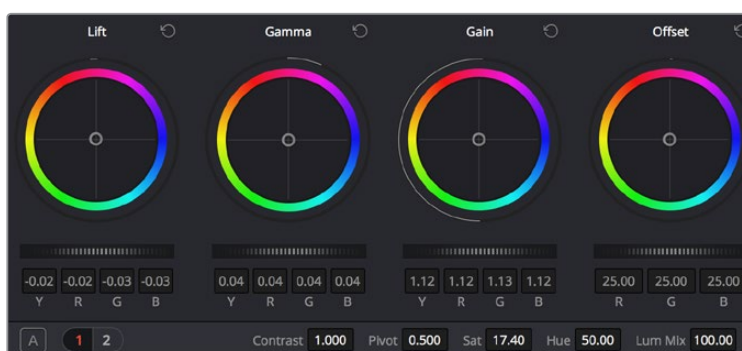 Lift Gamma Gain Offset
-0.02 -0.02 -0.03 -0.03 0.04 0.04 0.04 0.04 1.12 1.12 1.13 1.12 25.00 25.00 25.00
Y R G B Y R G B Y R G B R G B
A 1 2 Contrast 1.000 Pivot 0.500 Sat 17.40 Hue 50.00 Lum Mix 100.00